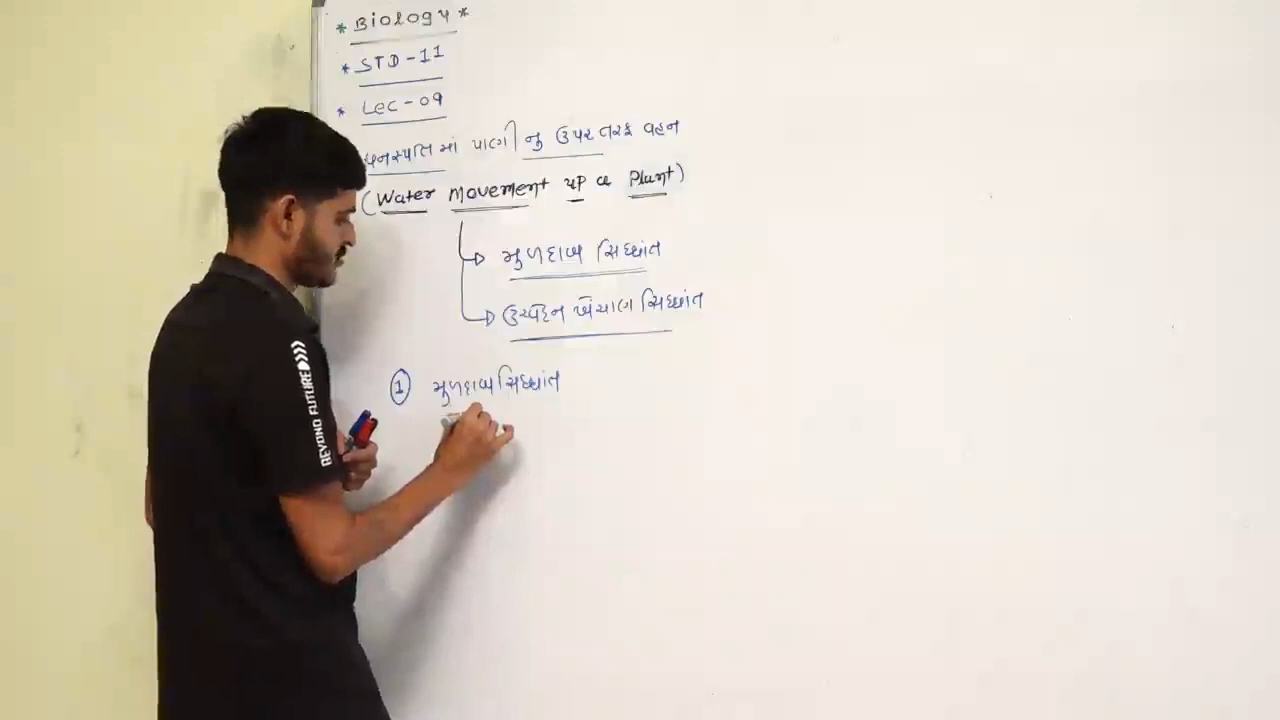 * Biology *
* STD-11
* Lec-09
વનસ્પતિ માં પાણી નુ ઉપર તરફ વહન
(Water Movement up a Plant)
મુળદાબ સિધ્ધાંત
ઉત્સ્વેદન ખેંચાણ સિધ્ધાંત
1 મુળદાબ સિધ્ધાંત
BEYOND FUTURE